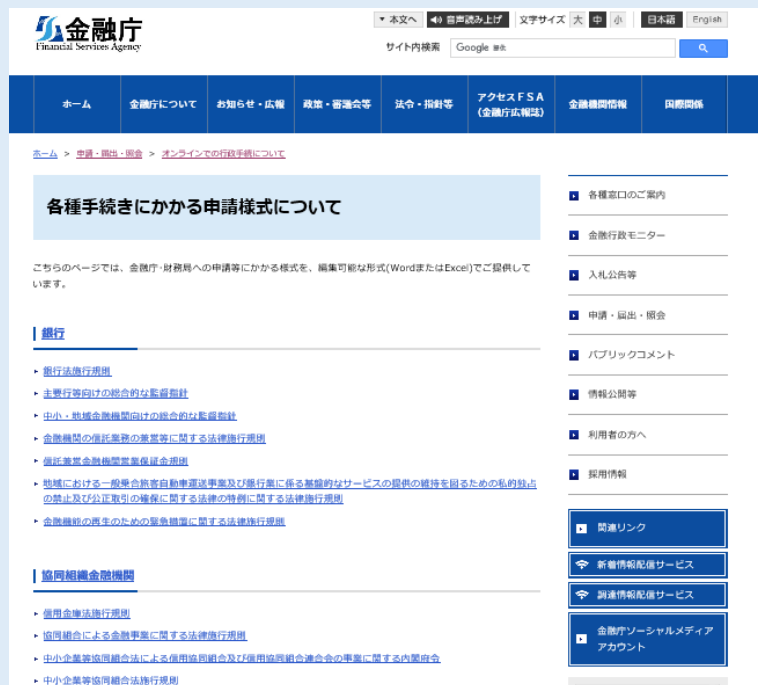 金融庁
Financial Services Agency
本文へ 音声読み上げ 文字サイズ 大 中 小 日本語 English
サイト内検索 Google 提供
ホーム 金融庁について お知らせ・広報 政策・審議会等 法令・指針等 アクセスFSA 金融機関情報 国際関係
(金融庁広報誌)
ホーム > 申請・届出・照会 > オンラインでの行政手続について
各種手続きにかかる申請様式について
こちらのページでは、金融庁･財務局への申請等にかかる様式を、編集可能な形式(WordまたはExcel)でご提供して
います。
銀行
銀行法施行規則
主要行等向けの総合的な監督指針
中小・地域金融機関向けの総合的な監督指針
金融機関の信託業務の兼営等に関する法律施行規則
信託兼営金融機関営業保証金規則
地域における一般乗合旅客自動車運送事業及び銀行業に係る基盤的なサービスの提供の維持を図るための私的独占
の禁止及び公正取引の確保に関する法律の特例に関する法律施行規則
金融機能の再生のための緊急措置に関する法律施行規則
協同組織金融機関
信用金庫法施行規則
協同組合による金融事業に関する法律施行規則
中小企業等協同組合法による信用協同組合及び信用協同組合連合会の事業に関する内閣府令
中小企業等協同組合法施行規則
各種窓口のご案内
金融行政モニター
入札公告等
申請・届出・照会
パブリックコメント
情報公開等
利用者の方へ
採用情報
関連リンク
新着情報配信サービス
調達情報配信サービス
金融庁ソーシャルメディア
アカウント